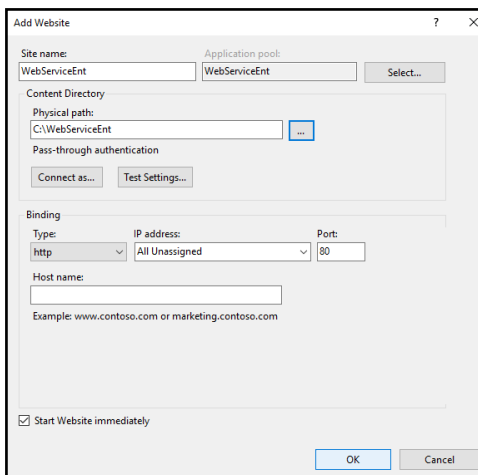 Add Website
?
Site name:
Application pool:
WebServiceEnt
WebServiceEnt
Select...
Content Directory
Physical path:
C:\WebServiceEnt
...
Pass-through authentication
Connect as...
Test Settings...
Binding
Type:
IP address:
Port:
http
All Unassigned
80
Host name:
Example: www.contoso.com or marketing.contoso.com
Start Website immediately
OK
Cancel